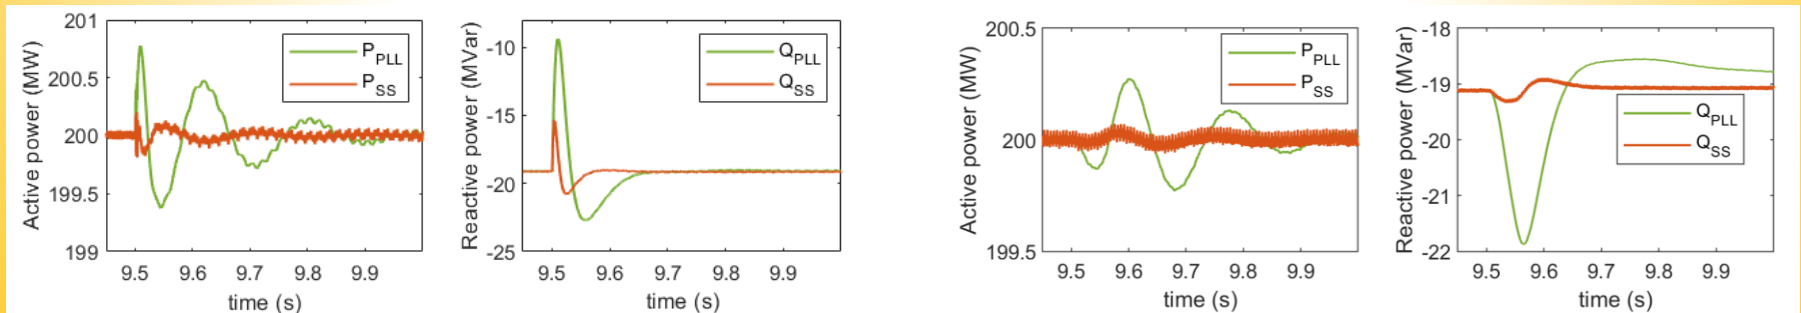 201
200.5
200
199.5
199
Active power (MW)
P_PLL
P_SS
9.5 9.6 9.7 9.8 9.9
time (s)
-10
-15
-20
-25
Reactive power (MVar)
Q_PLL
Q_SS
9.5 9.6 9.7 9.8 9.9
time (s)
200.5
200
199.5
Active power (MW)
P_PLL
P_SS
9.5 9.6 9.7 9.8 9.9
time (s)
-18
-19
-20
-21
-22
Reactive power (MVar)
Q_PLL
Q_SS
9.5 9.6 9.7 9.8 9.9
time (s)